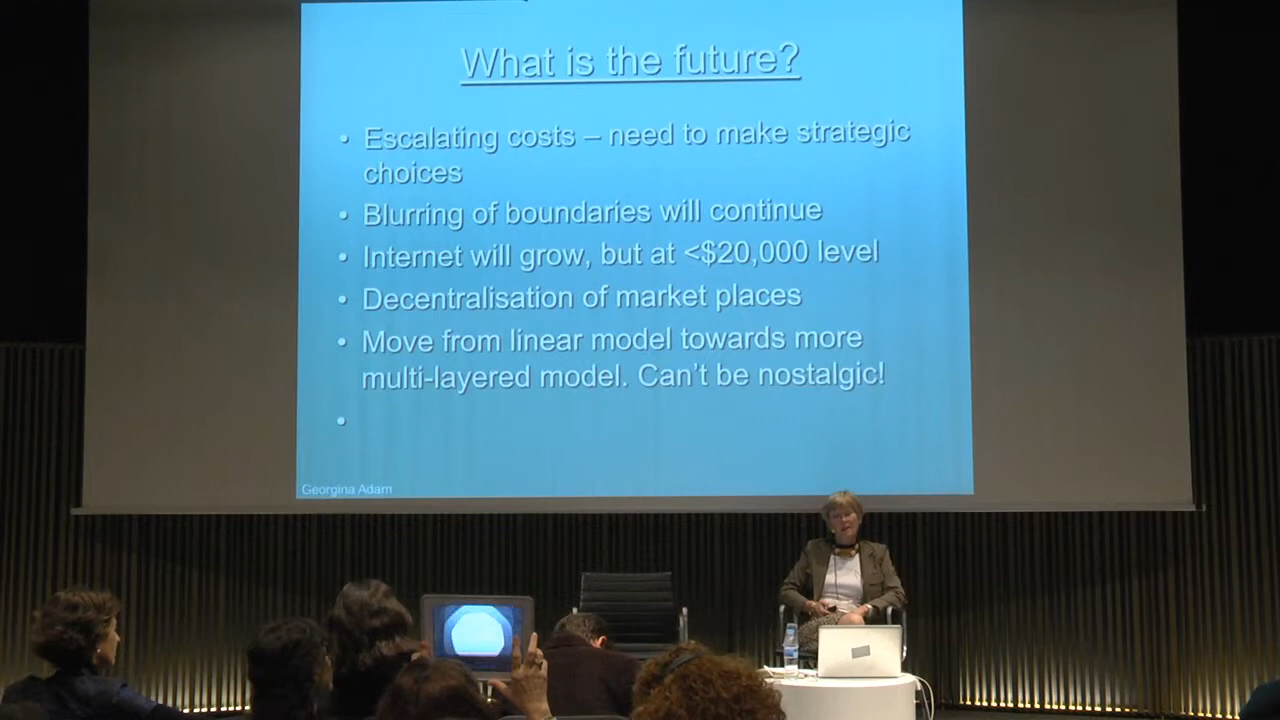 What is the future?
• Escalating costs – need to make strategic
choices
• Blurring of boundaries will continue
• Internet will grow, but at <$20,000 level
• Decentralisation of market places
• Move from linear model towards more
multi-layered model. Can't be nostalgic!
•
Georgina Adam